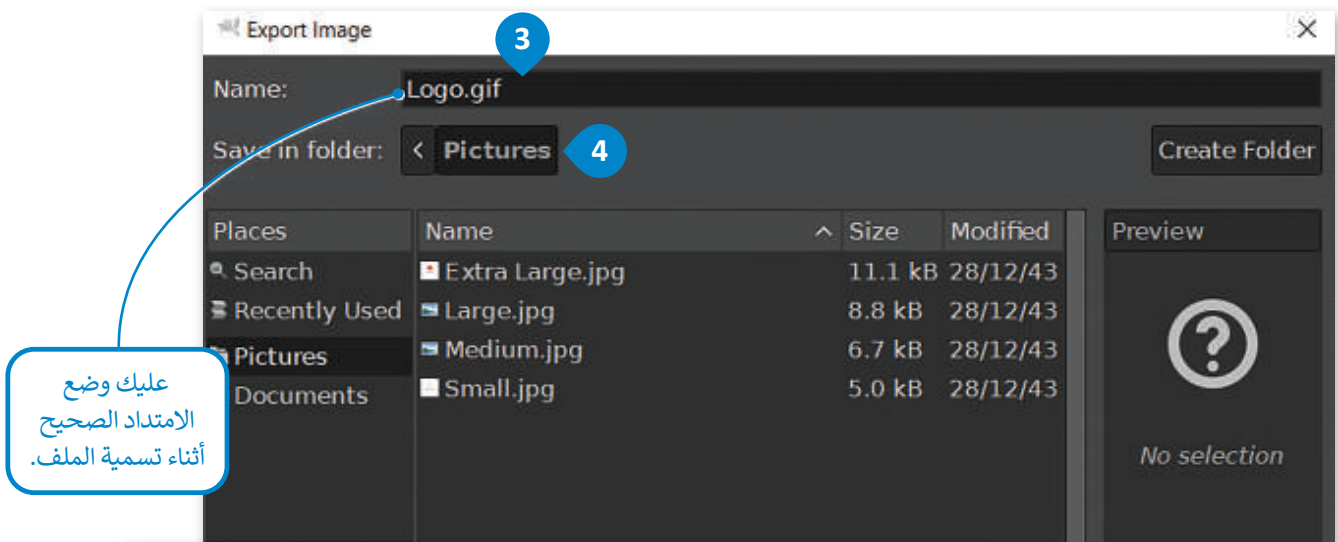 Export Image
3
Name: Logo.gif
Save in folder: < Pictures 4 Create Folder
Places Name Size Modified Preview
Search Extra Large.jpg 11.1 kB 28/12/43
Recently Used Large.jpg 8.8 kB 28/12/43
Pictures Medium.jpg 6.7 kB 28/12/43
Documents Small.jpg 5.0 kB 28/12/43
?
No selection
عليك وضع
الامتداد الصحيح
أثناء تسمية الملف.